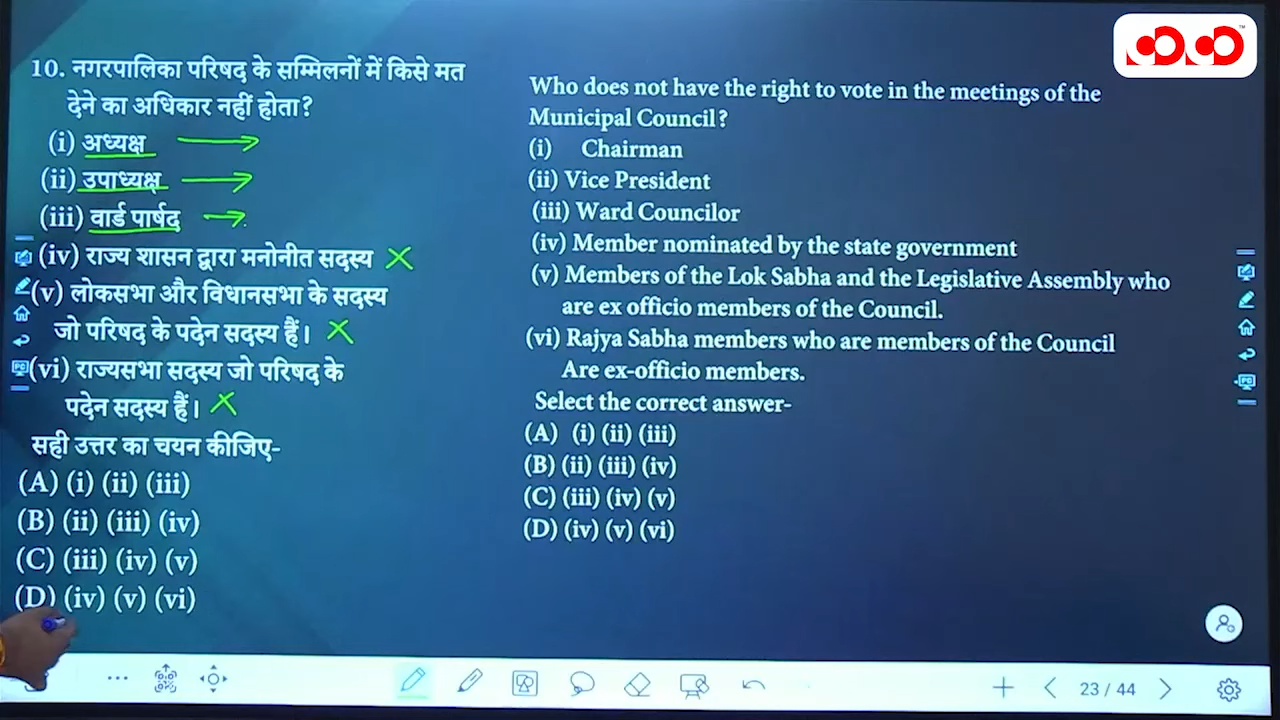 10. नगरपालिका परिषद के सम्मिलनों में किसे मत
देने का अधिकार नहीं होता?
(i) अध्यक्ष
(ii) उपाध्यक्ष
(iii) वार्ड पार्षद
(iv) राज्य शासन द्वारा मनोनीत सदस्य
(v) लोकसभा और विधानसभा के सदस्य
जो परिषद के पदेन सदस्य हैं।
(vi) राज्यसभा सदस्य जो परिषद के
पदेन सदस्य हैं।
सही उत्तर का चयन कीजिए-
(A) (i) (ii) (iii)
(B) (ii) (iii) (iv)
(C) (iii) (iv) (v)
(D) (iv) (v) (vi)
Who does not have the right to vote in the meetings of the
Municipal Council?
(i) Chairman
(ii) Vice President
(iii) Ward Councilor
(iv) Member nominated by the state government
(v) Members of the Lok Sabha and the Legislative Assembly who
are ex officio members of the Council.
(vi) Rajya Sabha members who are members of the Council
Are ex-officio members.
Select the correct answer-
(A) (i) (ii) (iii)
(B) (ii) (iii) (iv)
(C) (iii) (iv) (v)
(D) (iv) (v) (vi)
23 / 44